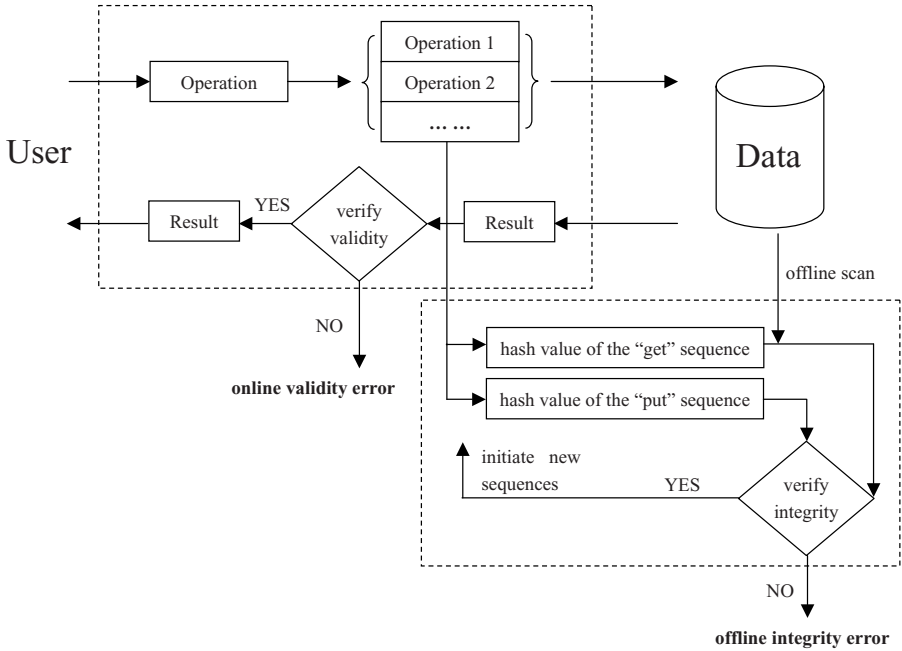 Operation 1
Operation
Operation 2
... ...
User
Data
YES
Result
verify
validity
Result
offline scan
NO
hash value of the “get” sequence
online validity error
hash value of the “put” sequence
initiate new
sequences
YES
verify
integrity
NO
offline integrity error